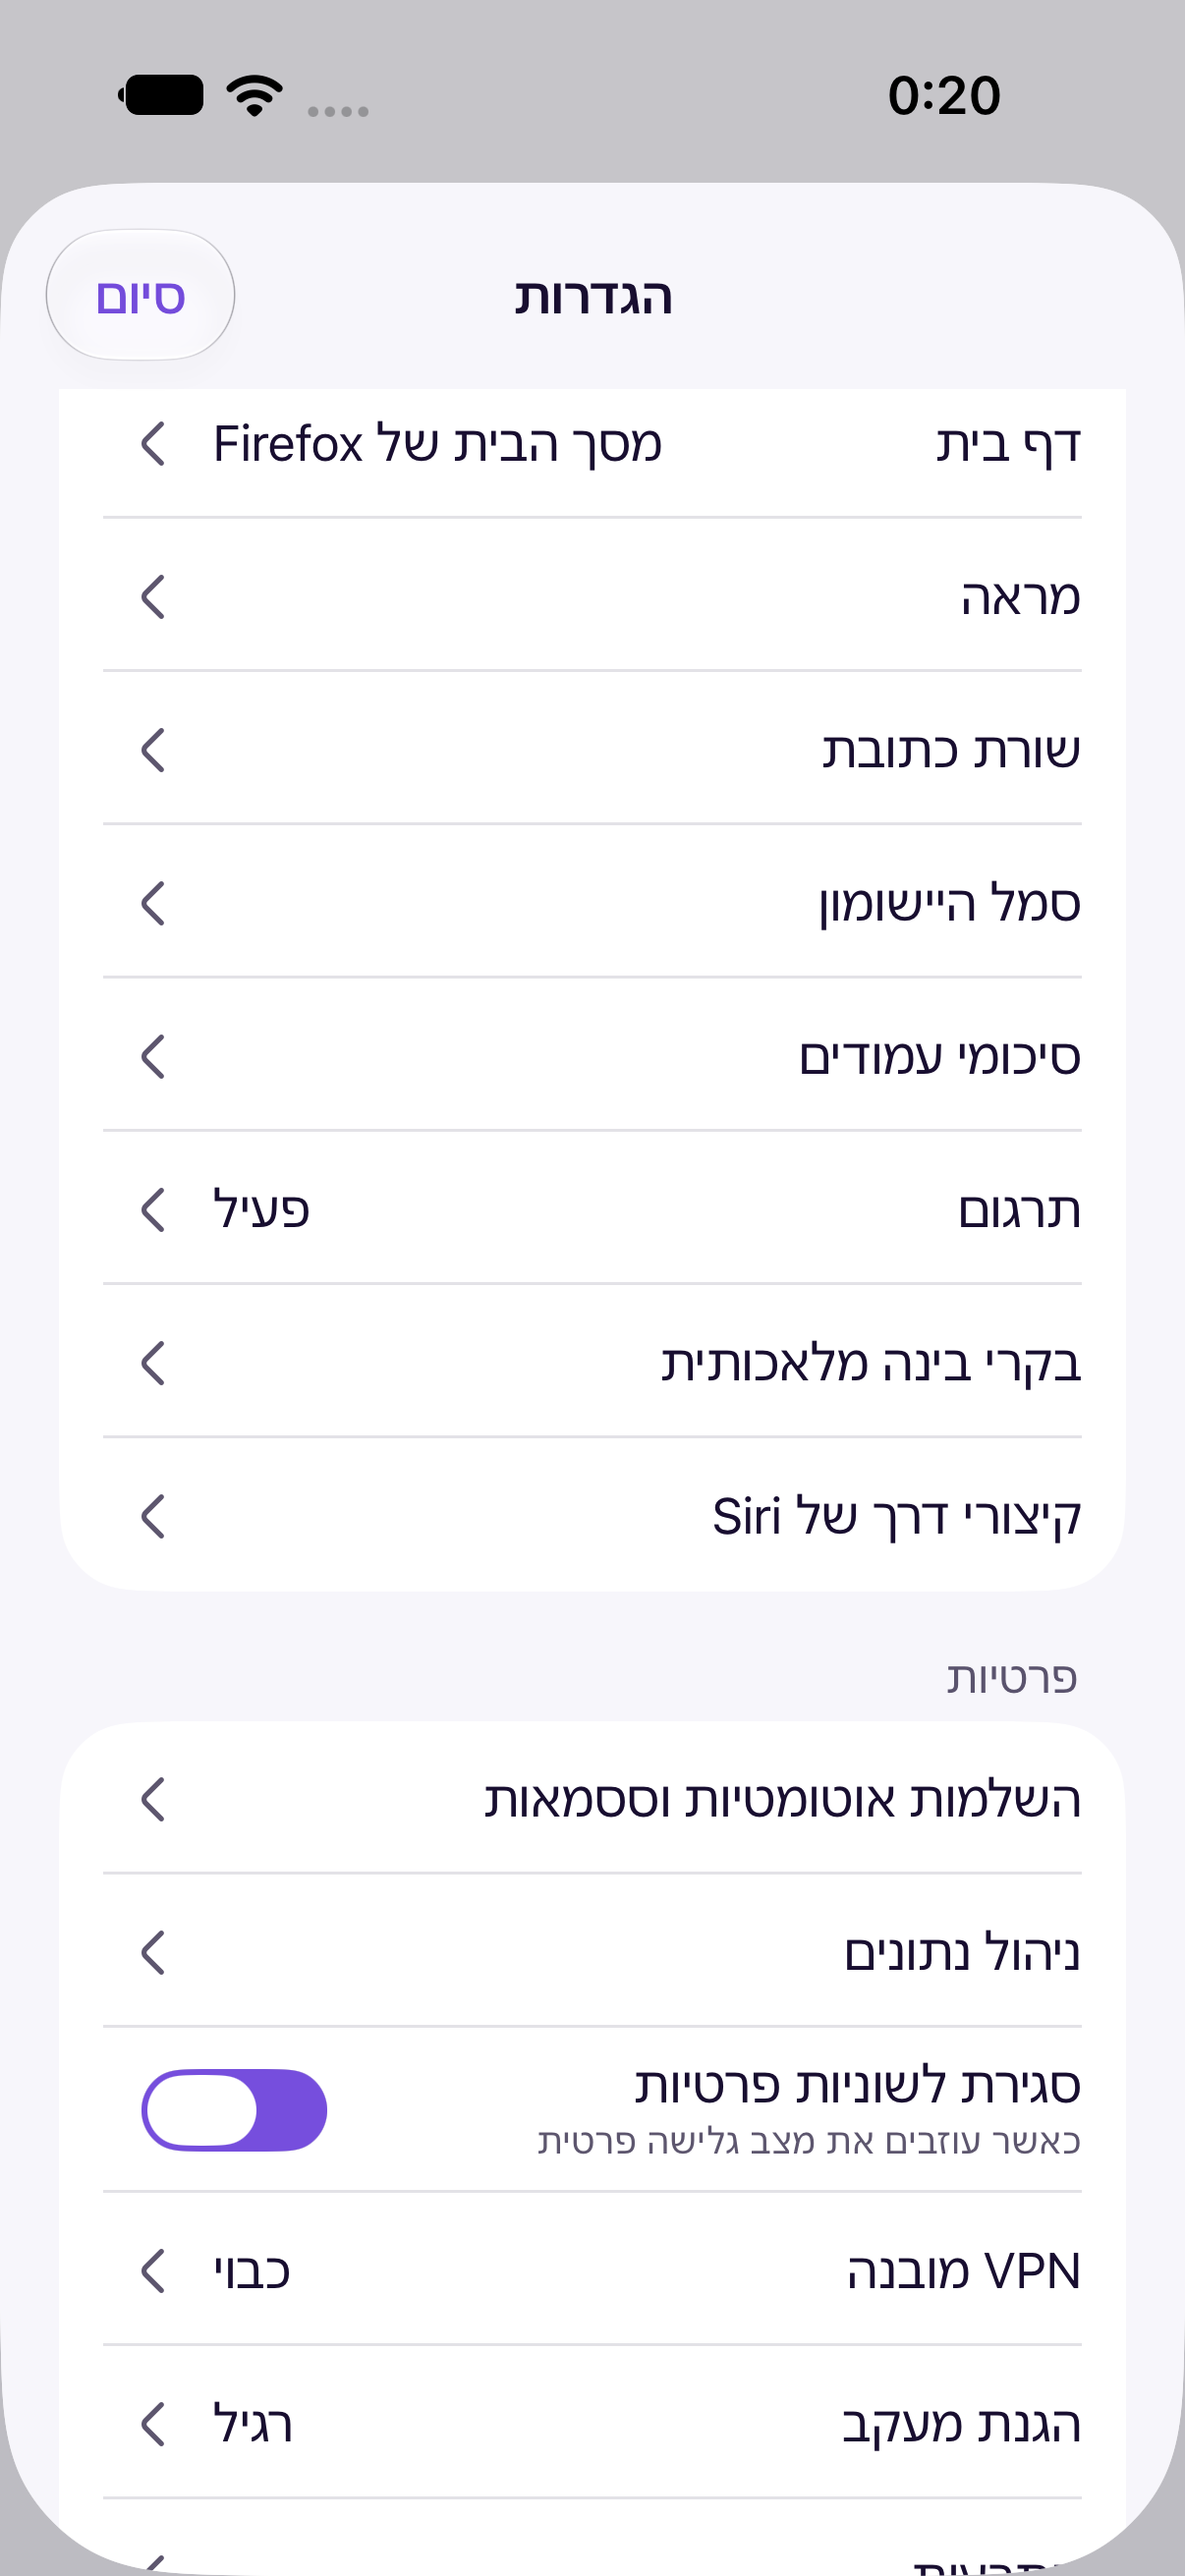 0:20
הגדרות
סיום
דף בית
מסך הבית של Firefox
מראה
שורת כתובת
סמל היישומון
סיכומי עמודים
תרגום
פעיל
בקרי בינה מלאכותית
קיצורי דרך של Siri
פרטיות
השלמות אוטומטיות וססמאות
ניהול נתונים
סגירת לשוניות פרטיות
כאשר עוזבים את מצב גלישה פרטית
VPN מובנה
כבוי
הגנת מעקב
רגיל